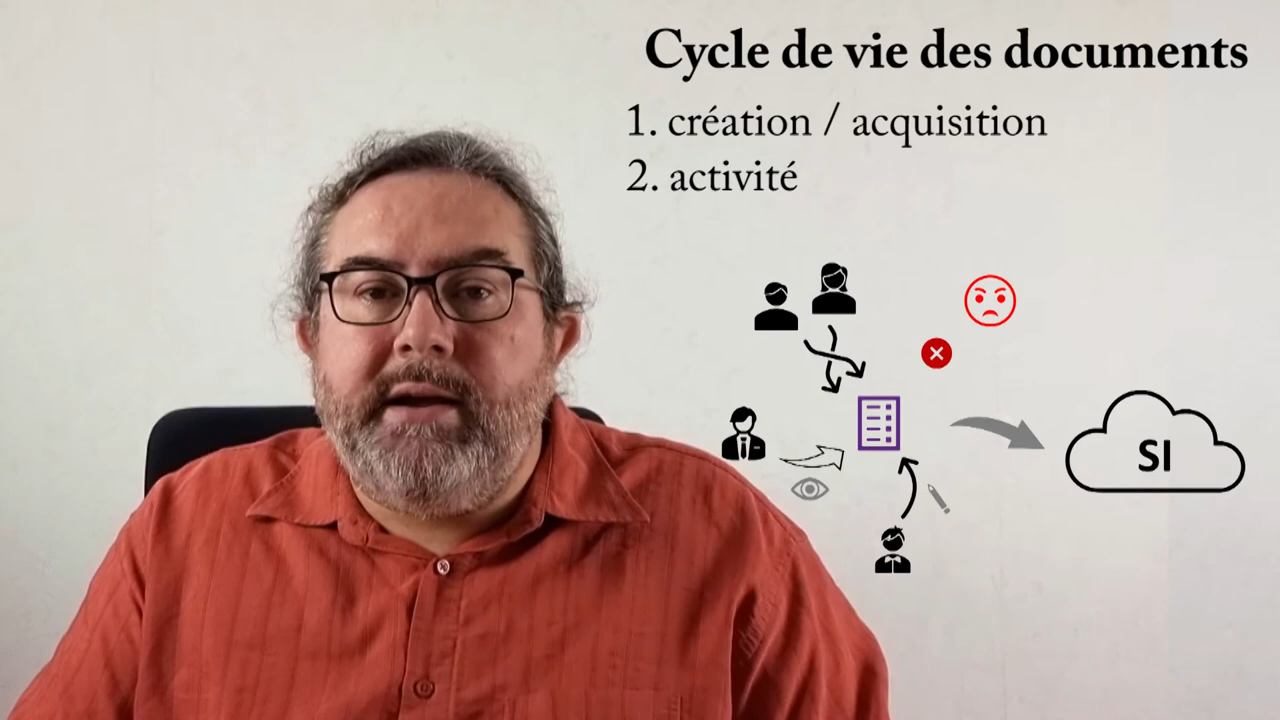 Cycle de vie des documents
1. création / acquisition
2. activité
SI